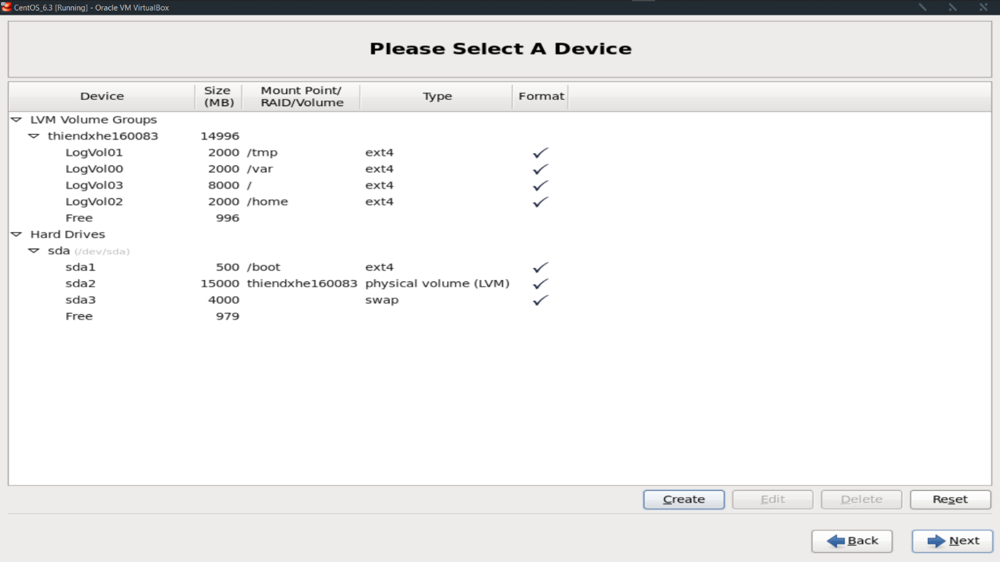 CentOS_6.3 [Running] - Oracle VM VirtualBox
Please Select A Device
Device Size (MB) Mount Point/ RAID/Volume Type Format
LVM Volume Groups
thiendxhe160083 14996
LogVol01 2000 /tmp ext4
LogVol00 2000 /var ext4
LogVol03 8000 / ext4
LogVol02 2000 /home ext4
Free 996
Hard Drives
sda (/dev/sda)
sda1 500 /boot ext4
sda2 15000 thiendxhe160083 physical volume (LVM)
sda3 4000 swap
Free 979
Create Edit Delete Reset
Back Next